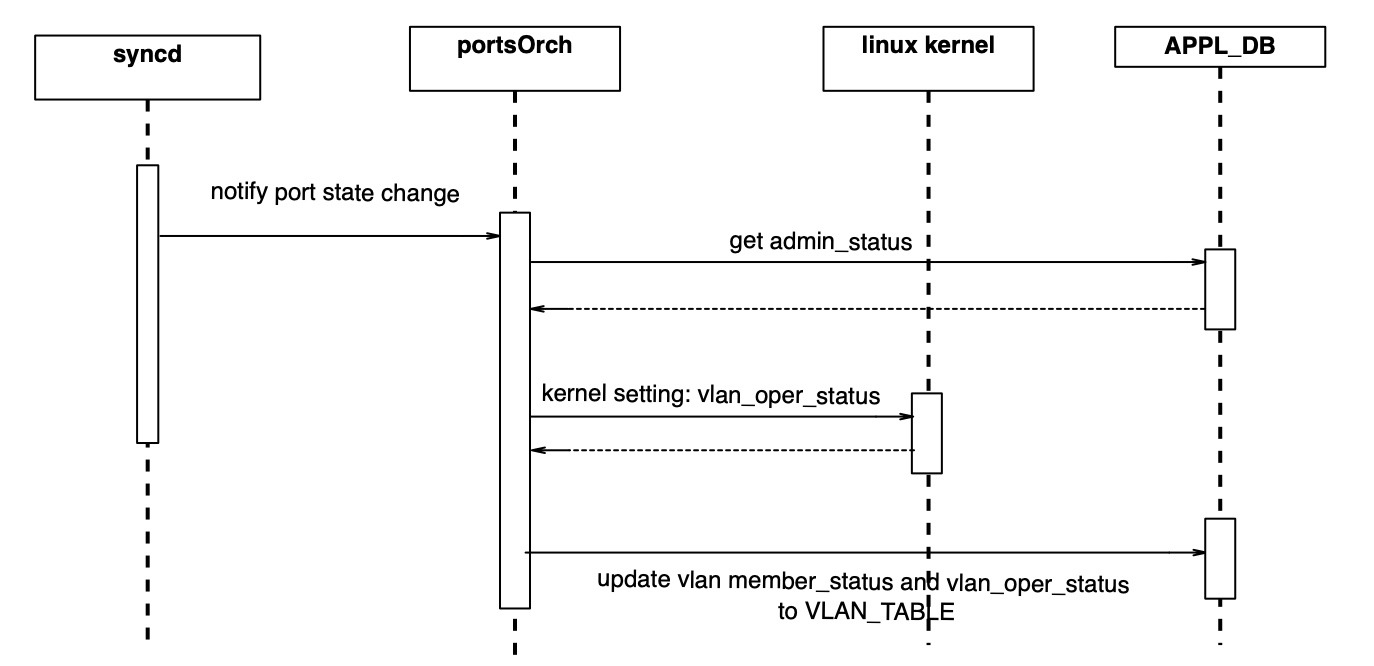 syncd
portsOrch
linux kernel
APPL_DB
notify port state change
get admin_status
kernel setting: vlan_oper_status
update vlan member_status and vlan_oper_status
to VLAN_TABLE